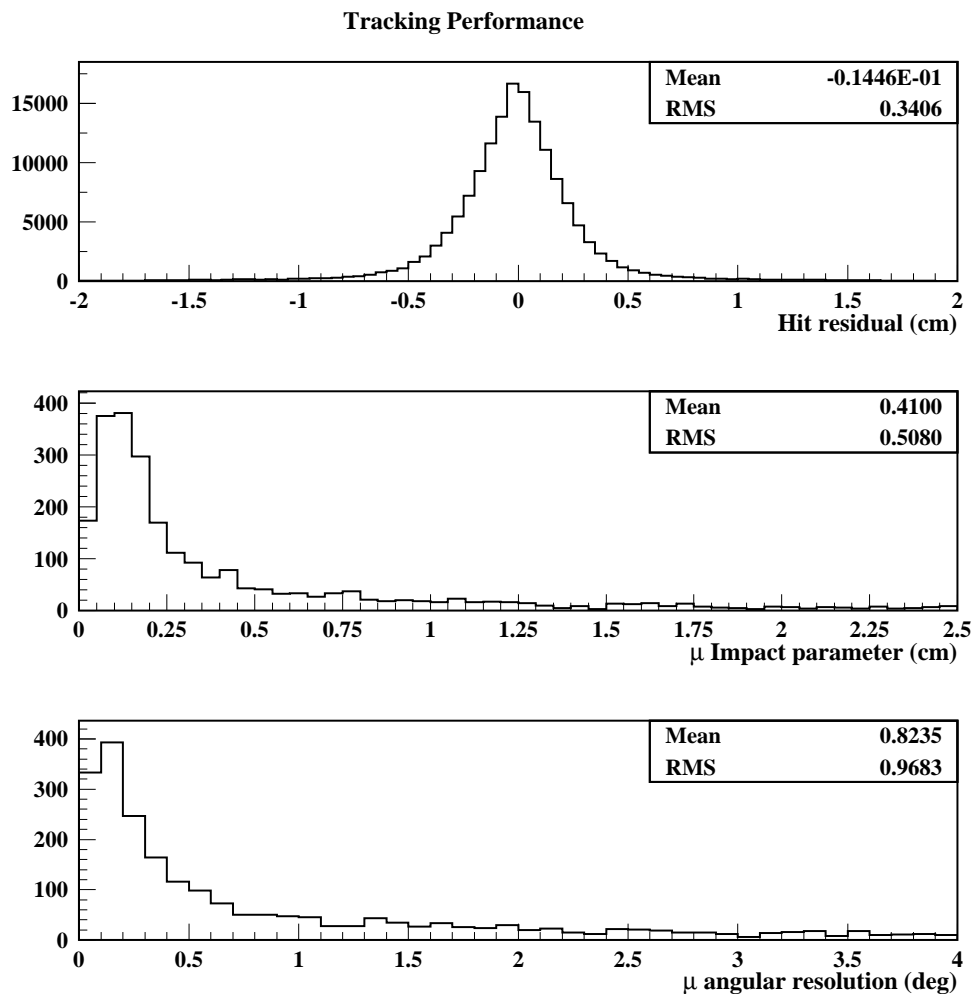 Tracking Performance
Mean -0.1446E-01
RMS 0.3406
15000
10000
5000
0
-2 -1.5 -1 -0.5 0 0.5 1 1.5 2
Hit residual (cm)
Mean 0.4100
RMS 0.5080
400
300
200
100
0
0 0.25 0.5 0.75 1 1.25 1.5 1.75 2 2.25 2.5
μ Impact parameter (cm)
Mean 0.8235
RMS 0.9683
400
300
200
100
0
0 0.5 1 1.5 2 2.5 3 3.5 4
μ angular resolution (deg)